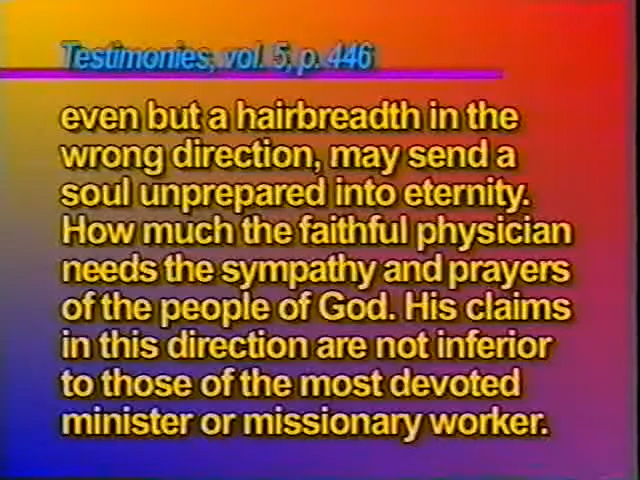 Testimonies, vol. 5, p. 446
even but a hairbreadth in the
wrong direction, may send a
soul unprepared into eternity.
How much the faithful physician
needs the sympathy and prayers
of the people of God. His claims
in this direction are not inferior
to those of the most devoted
minister or missionary worker.